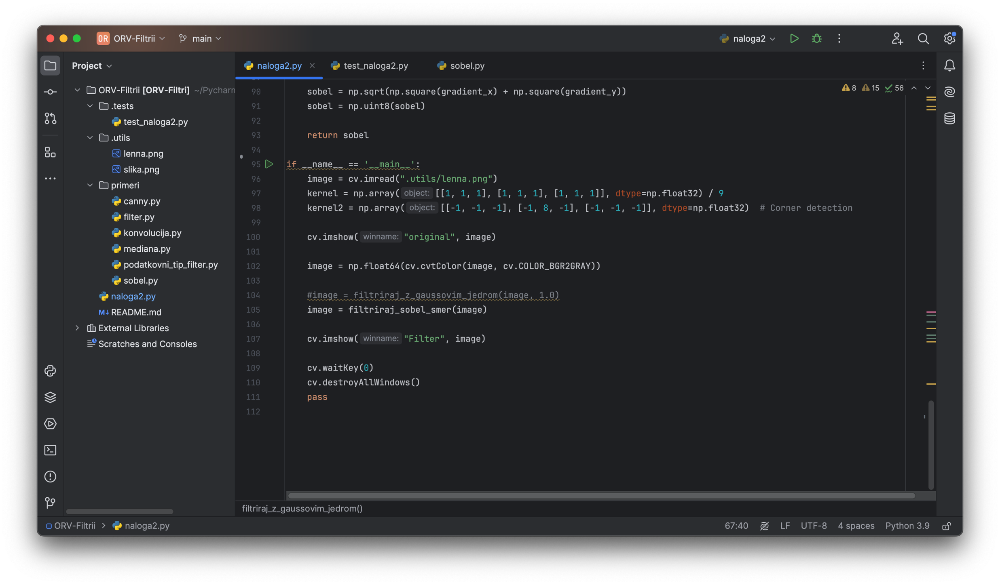 OR ORV-Filtrii main naloga2
Project
naloga2.py test_naloga2.py sobel.py
ORV-Filtrii [ORV-Filtri] ~/Pycharm
.tests
test_naloga2.py
.utils
lenna.png
slika.png
primeri
canny.py
filter.py
konvolucija.py
mediana.py
podatkovni_tip_filter.py
sobel.py
naloga2.py
M↓ README.md
External Libraries
Scratches and Consoles
8 15 56
90 sobel = np.sqrt(np.square(gradient_x) + np.square(gradient_y))
91 sobel = np.uint8(sobel)
92
93 return sobel
94
95 if __name__ == '__main__':
96 image = cv.imread(".utils/lenna.png")
97 kernel = np.array( object: [[1, 1, 1], [1, 1, 1], [1, 1, 1]], dtype=np.float32) / 9
98 kernel2 = np.array( object: [[-1, -1, -1], [-1, 8, -1], [-1, -1, -1]], dtype=np.float32) # Corner detection
99
100 cv.imshow( winname: "original", image)
101
102 image = np.float64(cv.cvtColor(image, cv.COLOR_BGR2GRAY))
103
104 #image = filtriraj_z_gaussovim_jedrom(image, 1.0)
105 image = filtriraj_sobel_smer(image)
106
107 cv.imshow( winname: "Filter", image)
108
109 cv.waitKey(0)
110 cv.destroyAllWindows()
111 pass
112
filtriraj_z_gaussovim_jedrom()
ORV-Filtrii > naloga2.py 67:40 LF UTF-8 4 spaces Python 3.9